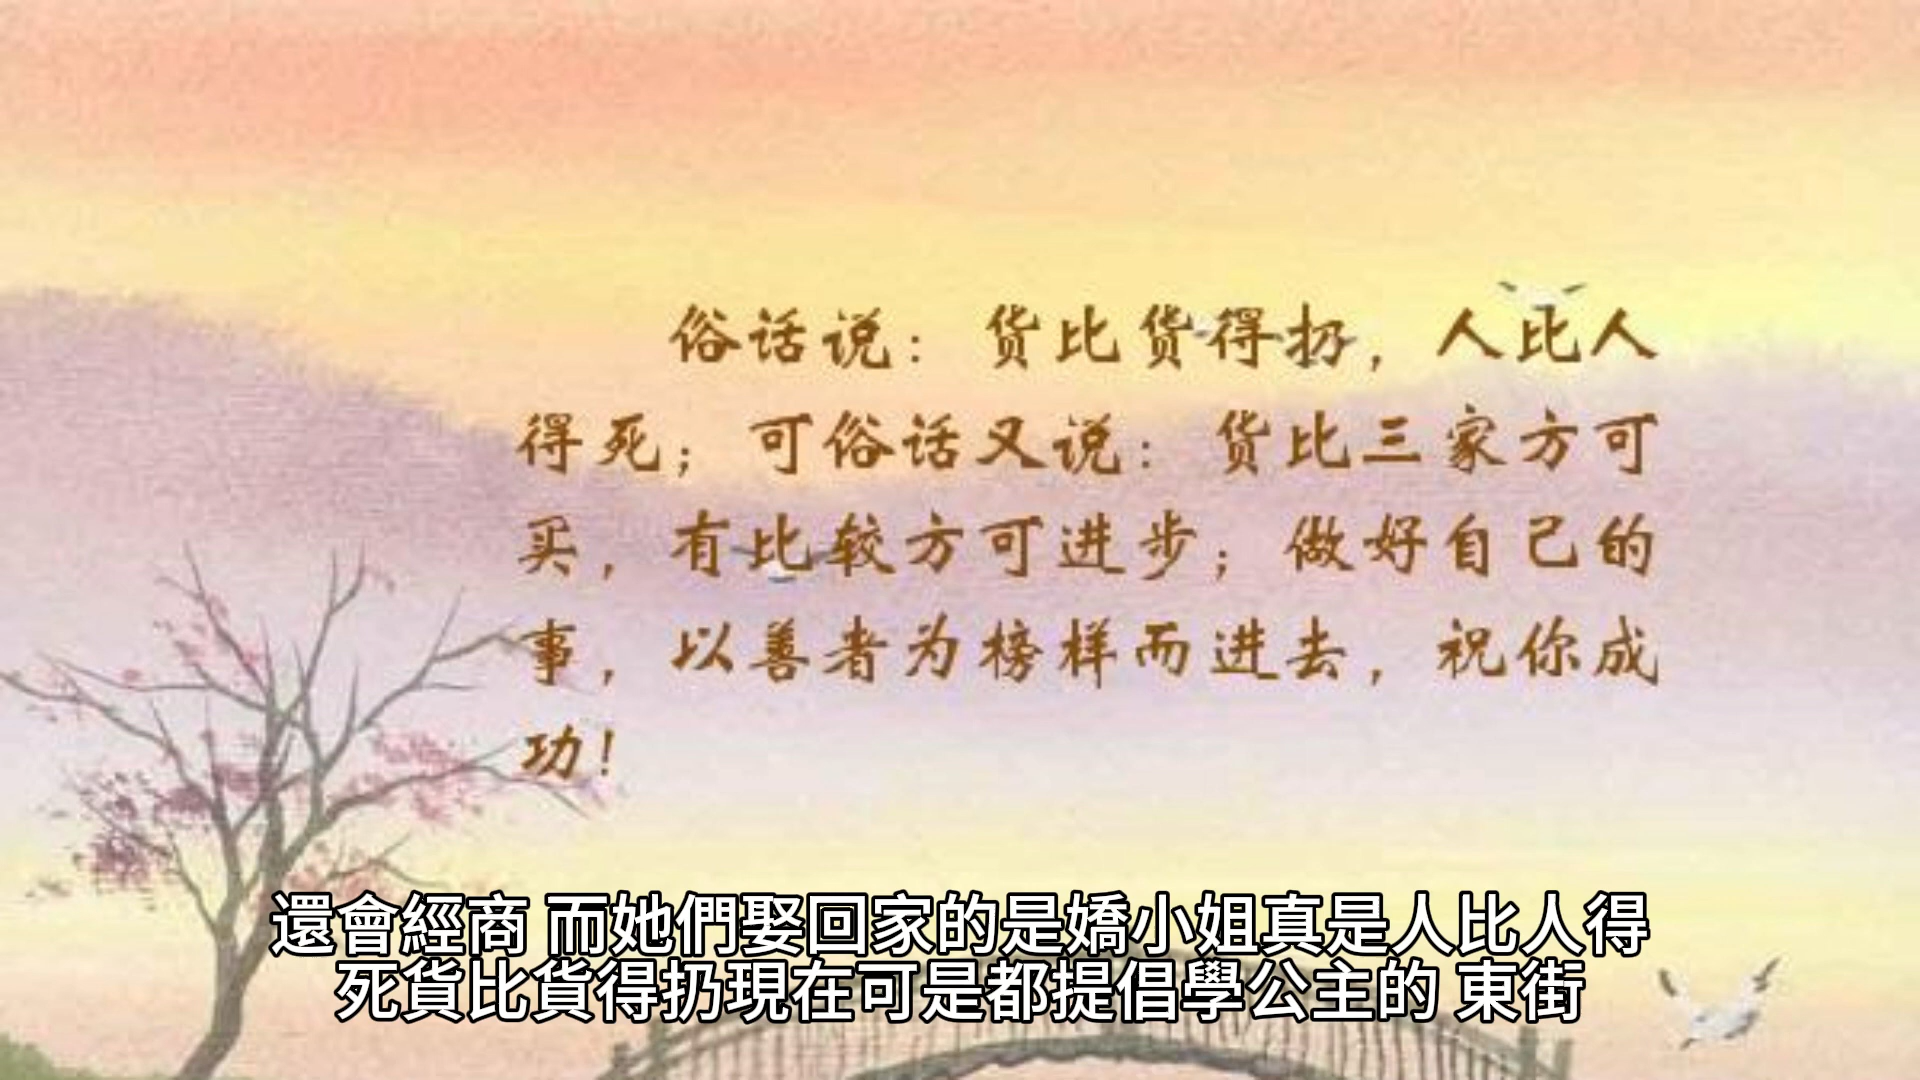 俗话说：货比货得扔，人比人
得死；可俗话又说：货比三家方可
买，有比较方可进步；做好自己的
事，以善者为榜样而进去，祝你成
功！
還會經商 而她們娶回家的是嬌小姐真是人比人得
死貨比貨得扔現在可是都提倡學公主的 東街